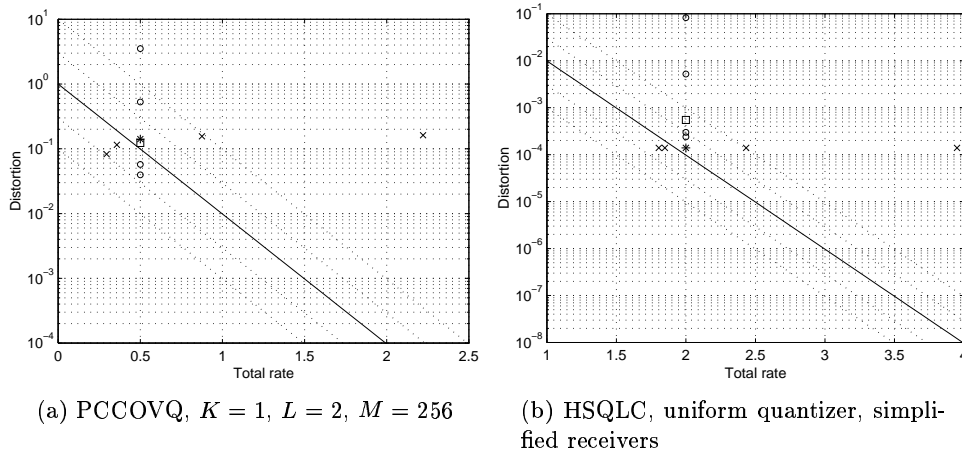 10^1
10^0
10^−1
10^−2
10^−3
10^−4
Distortion
0 0.5 1 1.5 2 2.5
Total rate
(a) PCCOVQ, K = 1, L = 2, M = 256
10^−1
10^−2
10^−3
10^−4
10^−5
10^−6
10^−7
10^−8
Distortion
1 1.5 2 2.5 3 3.5 4
Total rate
(b) HSQLC, uniform quantizer, simpli-
fied receivers